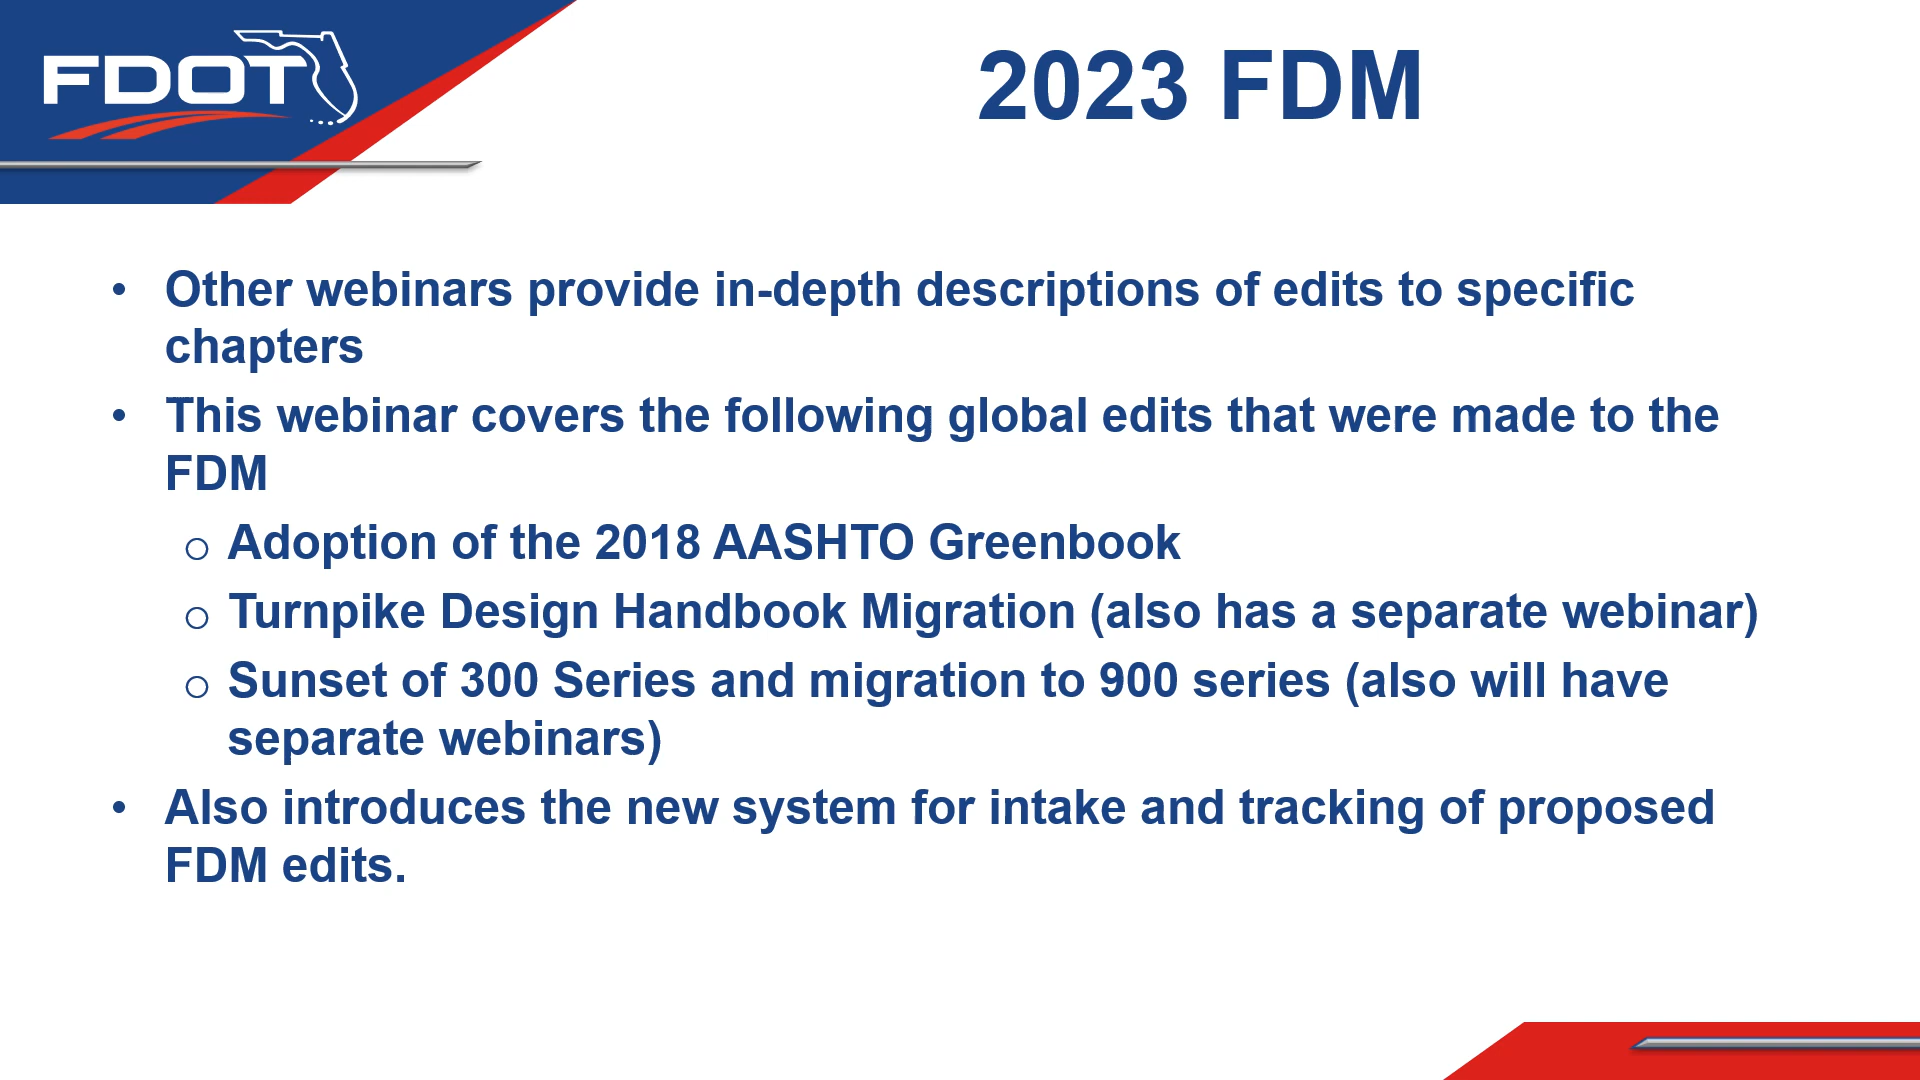 FDOT
2023 FDM
• Other webinars provide in-depth descriptions of edits to specific
chapters
• This webinar covers the following global edits that were made to the
FDM
o Adoption of the 2018 AASHTO Greenbook
o Turnpike Design Handbook Migration (also has a separate webinar)
o Sunset of 300 Series and migration to 900 series (also will have
separate webinars)
• Also introduces the new system for intake and tracking of proposed
FDM edits.